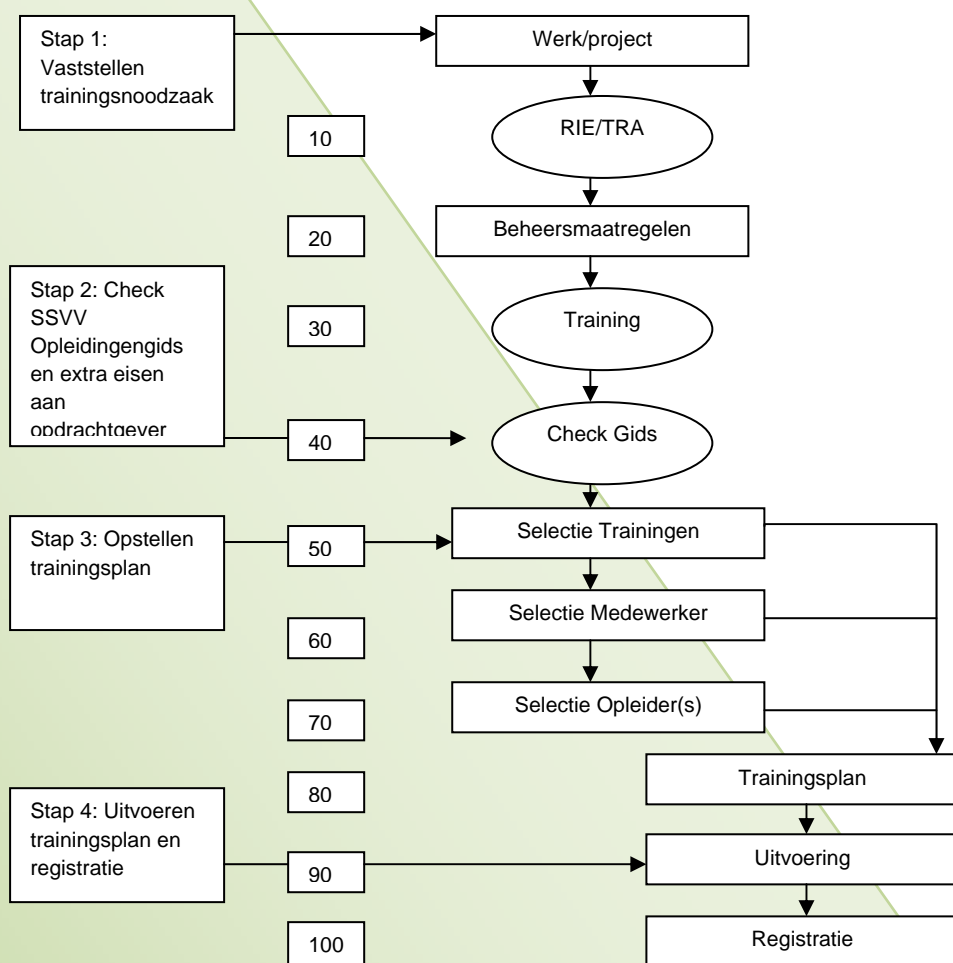 Stap 1:
Vaststellen
trainingsnoodzaak
Werk/project
10
RIE/TRA
20
Beheersmaatregelen
Stap 2: Check
SSVV
Opleidingengids
en extra eisen
aan
opdrachtgever
30
Training
40
Check Gids
Stap 3: Opstellen
trainingsplan
50
Selectie Trainingen
60
Selectie Medewerker
70
Selectie Opleider(s)
80
Trainingsplan
Stap 4: Uitvoeren
trainingsplan en
registratie
90
Uitvoering
100
Registratie